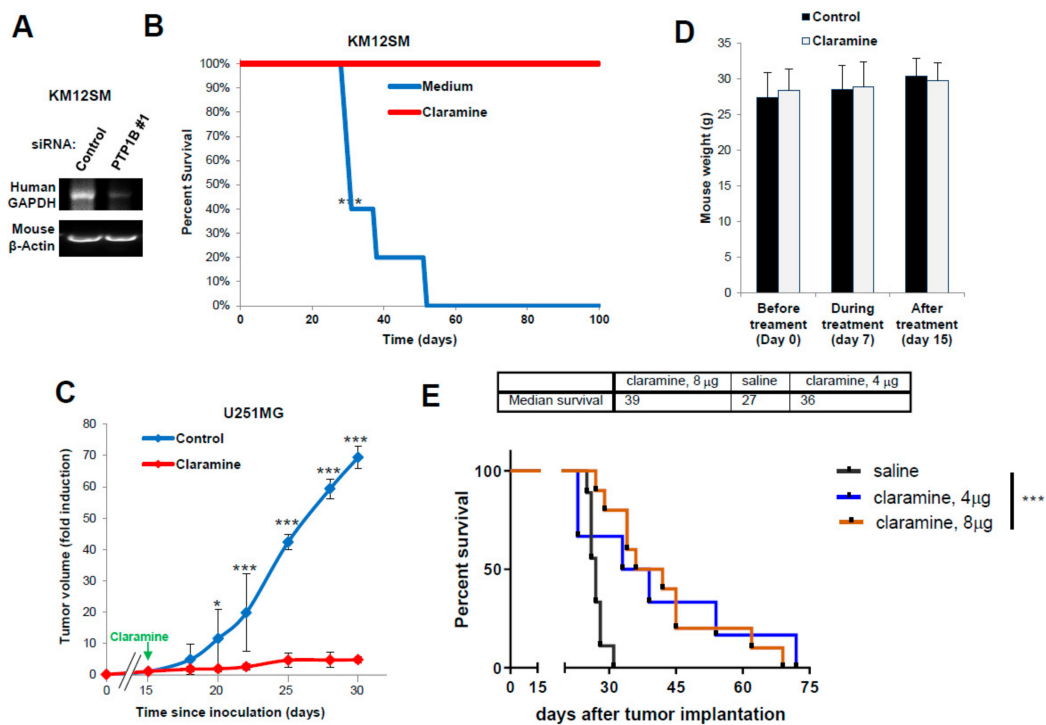 A
KM12SM
siRNA:
Control
PTP1B #1
Human
GAPDH
Mouse
β-Actin
B
KM12SM
100%
90%
80%
70%
60%
50%
40%
30%
20%
10%
0%
Percent Survival
Medium
Claramine
***
0 20 40 60 80 100
Time (days)
C
U251MG
80
70
60
50
40
30
20
10
0
Tumor volume (fold induction)
Control
Claramine
Claramine
* *** *** *** ***
0 15 20 25 30
Time since inoculation (days)
D
Control
Claramine
35
30
25
20
15
10
5
0
Mouse weight (g)
Before treament (Day 0)
During treatment (day 7)
After treatment (day 15)
E
claramine, 8 μg saline claramine, 4 μg
Median survival 39 27 36
100
50
0
Percent survival
saline
claramine, 4μg
claramine, 8μg
***
0 15 30 45 60 75
days after tumor implantation